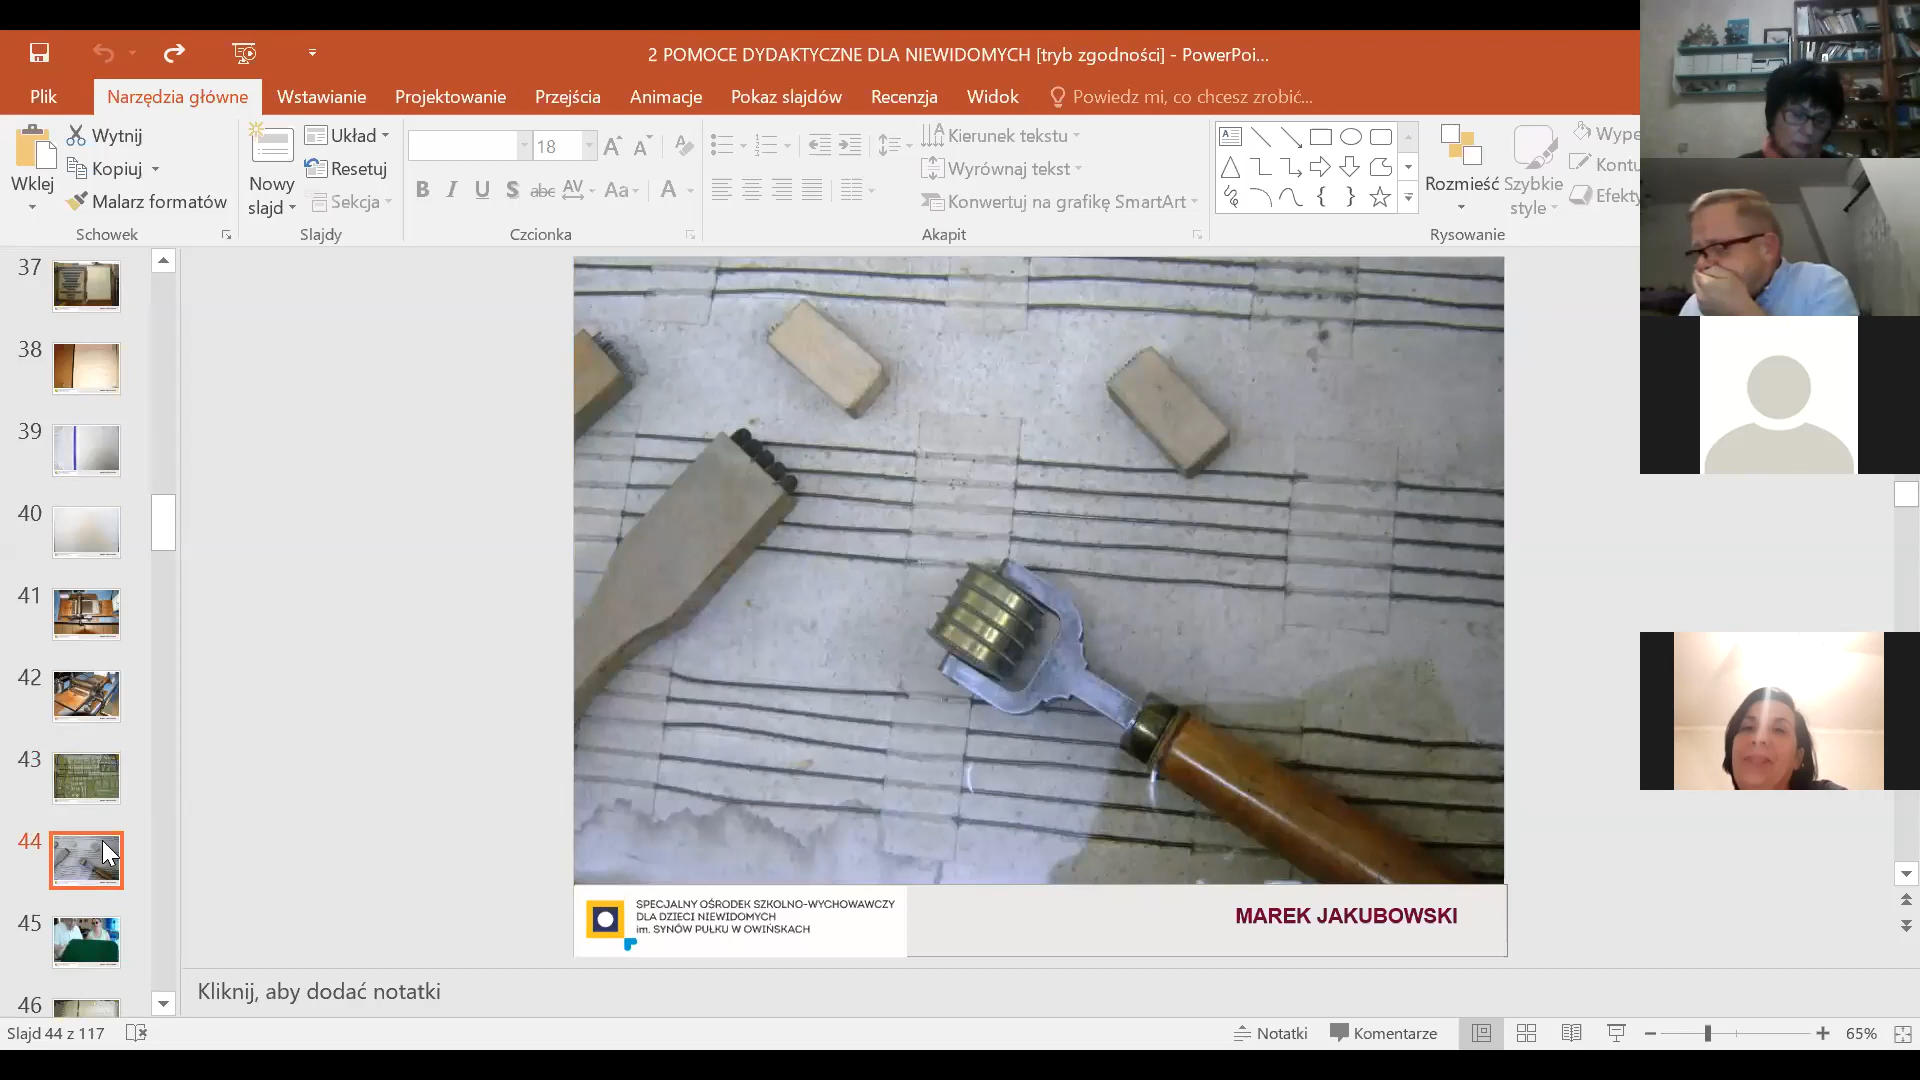 2 POMOCE DYDAKTYCZNE DLA NIEWIDOMYCH [tryb zgodności] - PowerPoi...
Plik
Narzędzia główne
Wstawianie
Projektowanie
Przejścia
Animacje
Pokaz slajdów
Recenzja
Widok
Powiedz mi, co chcesz zrobić...
Wklej
Wytnij
Kopiuj
Malarz formatów
Schowek
Nowy
slajd
Układ
Resetuj
Sekcja
Slajdy
18
B I U S abc AV Aa A
Czcionka
Kierunek tekstu
Wyrównaj tekst
Konwertuj na grafikę SmartArt
Akapit
Rozmieść
Szybkie
style
Wype
Kontu
Efekty
Rysowanie
37
38
39
40
41
42
43
44
45
46
SPECJALNY OŚRODEK SZKOLNO-WYCHOWAWCZY
DLA DZIECI NIEWIDOMYCH
im. SYNÓW PUŁKU W OWIŃSKACH
MAREK JAKUBOWSKI
Kliknij, aby dodać notatki
Slajd 44 z 117
Notatki
Komentarze
65%